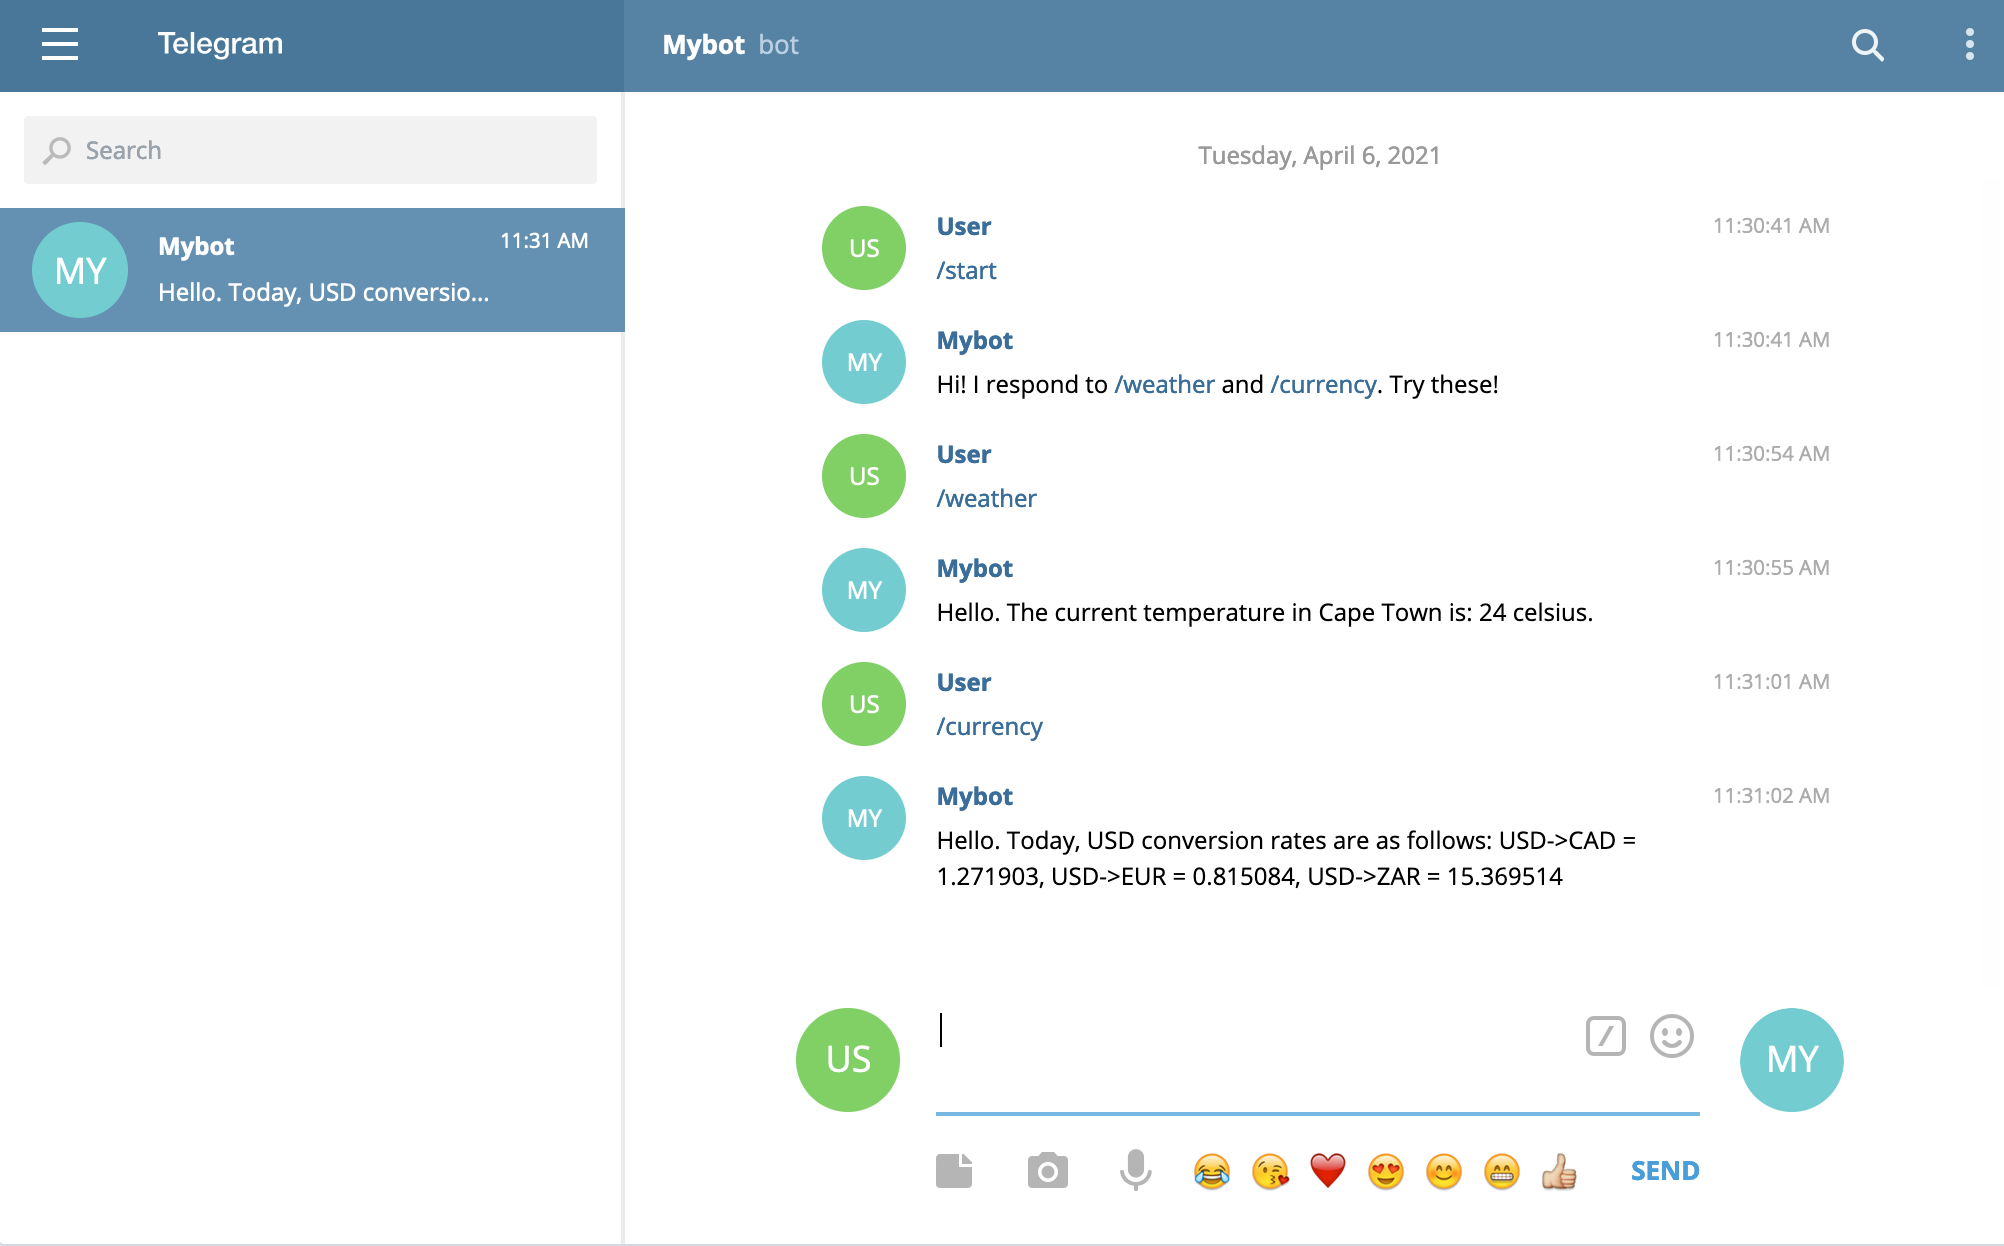 Telegram
Mybot bot
Search
MY
Mybot
11:31 AM
Hello. Today, USD conversio...
Tuesday, April 6, 2021
US
User
11:30:41 AM
/start
MY
Mybot
11:30:41 AM
Hi! I respond to /weather and /currency. Try these!
US
User
11:30:54 AM
/weather
MY
Mybot
11:30:55 AM
Hello. The current temperature in Cape Town is: 24 celsius.
US
User
11:31:01 AM
/currency
MY
Mybot
11:31:02 AM
Hello. Today, USD conversion rates are as follows: USD->CAD =
1.271903, USD->EUR = 0.815084, USD->ZAR = 15.369514
US
/
MY
SEND